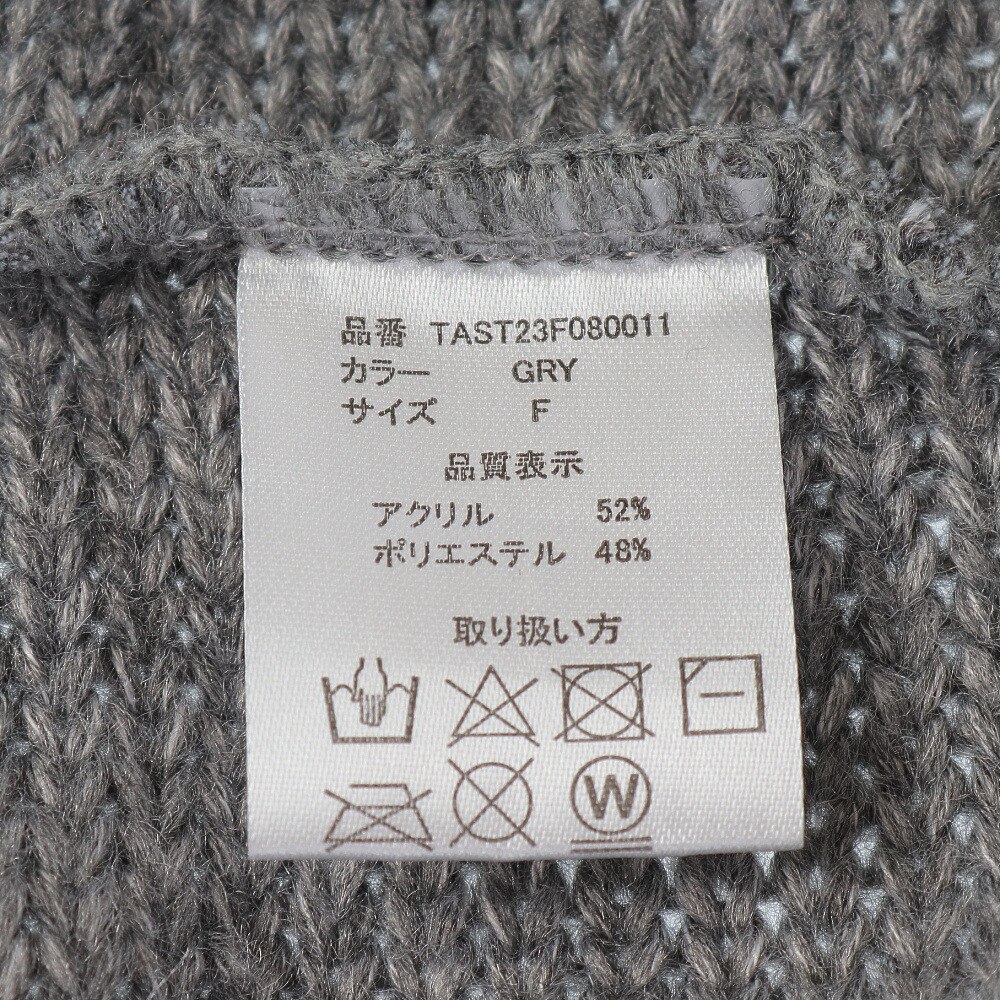 品番 TAST23F080011
カラー GRY
サイズ F
品質表示
アクリル 52%
ポリエステル 48%
取り扱い方
W